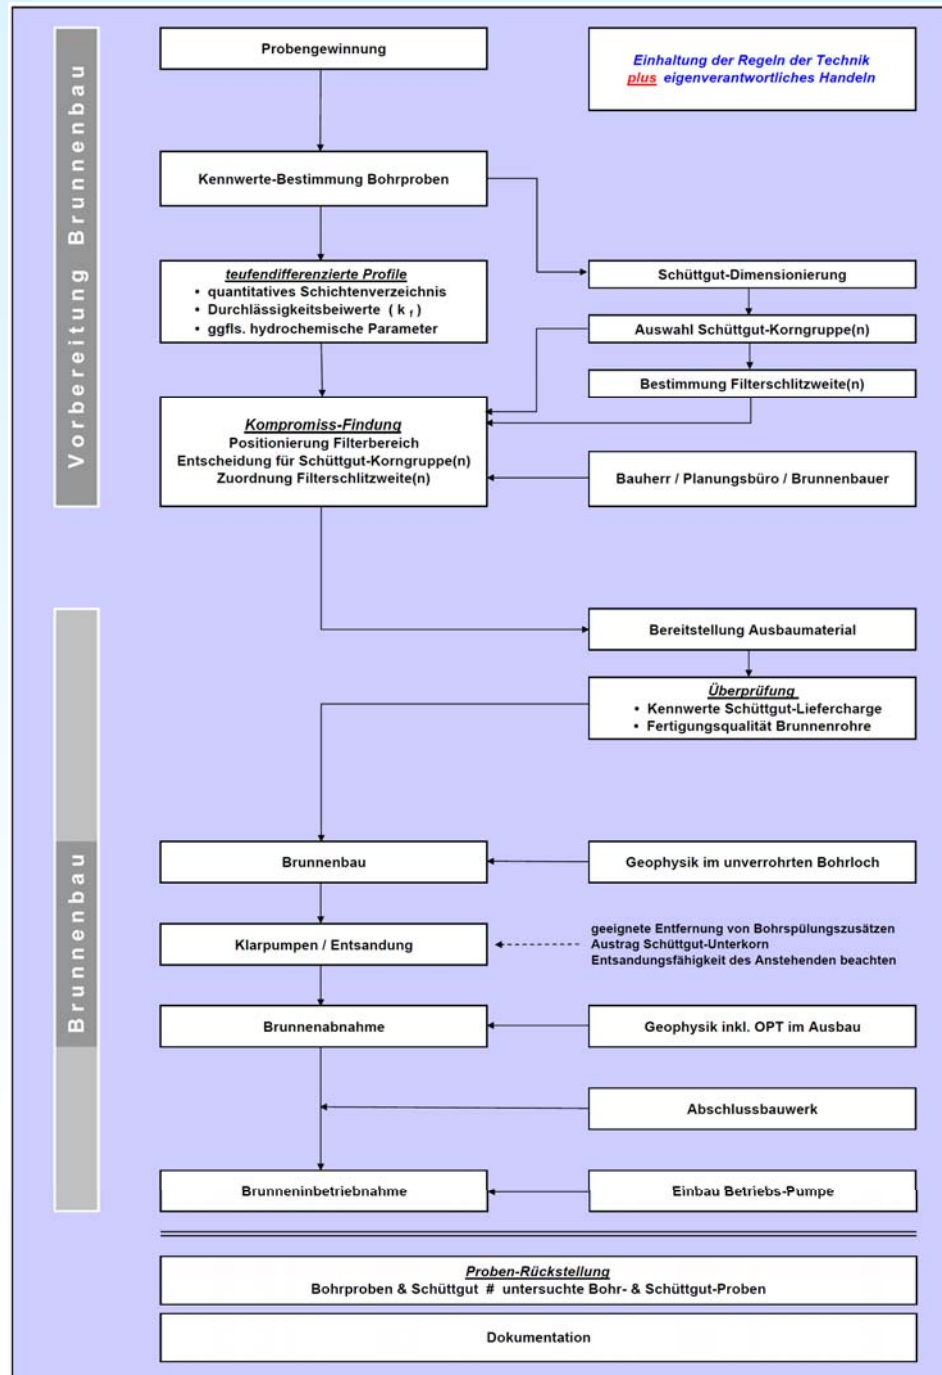 Vorbereitung Brunnenbau
Probengewinnung
Einhaltung der Regeln der Technik
plus eigenverantwortliches Handeln
Kennwerte-Bestimmung Bohrproben
teufendifferenzierte Profile
• quantitatives Schichtenverzeichnis
• Durchlässigkeitsbeiwerte ( k f )
• ggfls. hydrochemische Parameter
Schüttgut-Dimensionierung
Auswahl Schüttgut-Korngruppe(n)
Bestimmung Filterschlitzweite(n)
Kompromiss-Findung
Positionierung Filterbereich
Entscheidung für Schüttgut-Korngruppe(n)
Zuordnung Filterschlitzweite(n)
Bauherr / Planungsbüro / Brunnenbauer
Brunnenbau
Bereitstellung Ausbaumaterial
Überprüfung
• Kennwerte Schüttgut-Liefercharge
• Fertigungsqualität Brunnenrohre
Brunnenbau
Geophysik im unverrohrten Bohrloch
Klarpumpen / Entsandung
geeignete Entfernung von Bohrspülungszusätzen
Austrag Schüttgut-Unterkorn
Entsandungsfähigkeit des Anstehenden beachten
Brunnenabnahme
Geophysik inkl. OPT im Ausbau
Abschlussbauwerk
Brunneninbetriebnahme
Einbau Betriebs-Pumpe
Proben-Rückstellung
Bohrproben & Schüttgut # untersuchte Bohr- & Schüttgut-Proben
Dokumentation